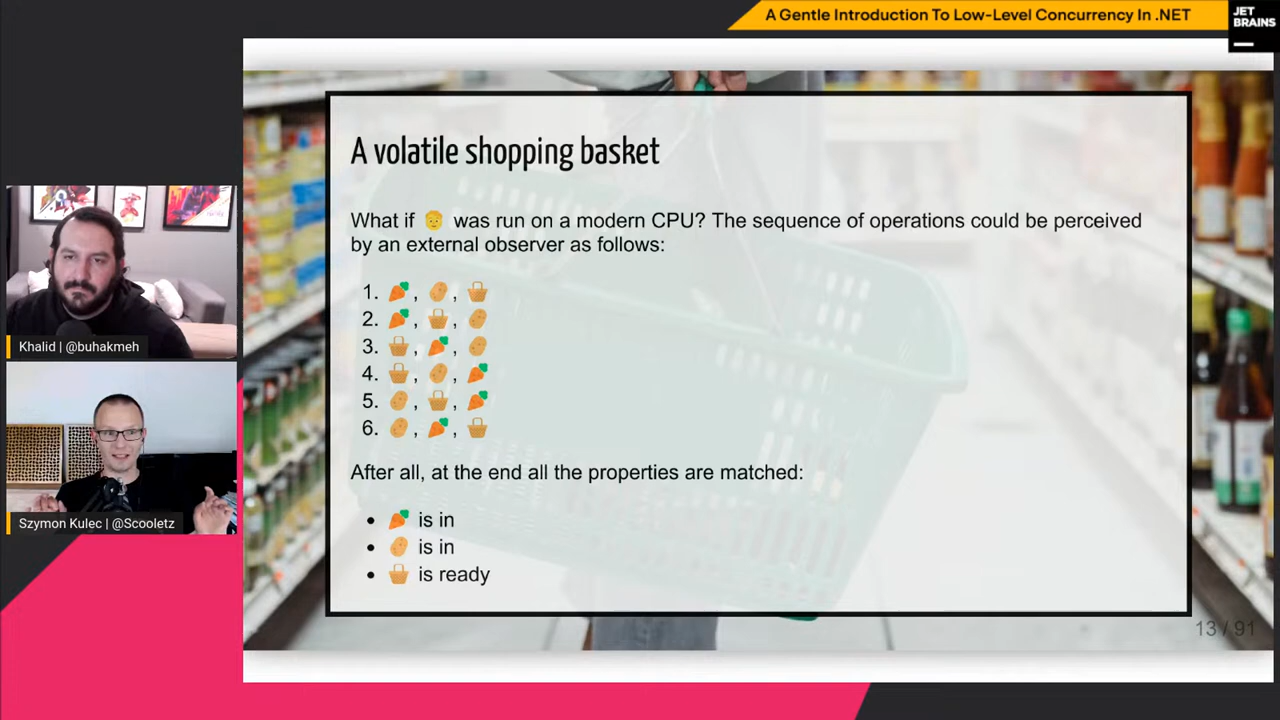 A Gentle Introduction To Low-Level Concurrency In .NET
JET
BRAINS
A volatile shopping basket
What if 👨 was run on a modern CPU? The sequence of operations could be perceived
by an external observer as follows:
1. 🥕, 🥔, 🧺
2. 🥕, 🧺, 🥔
3. 🧺, 🥕, 🥔
4. 🧺, 🥔, 🥕
5. 🥔, 🧺, 🥕
6. 🥔, 🥕, 🧺
After all, at the end all the properties are matched:
• 🥕 is in
• 🥔 is in
• 🧺 is ready
13 / 91
Khalid | @buhakmeh
Szymon Kulec | @Scooletz